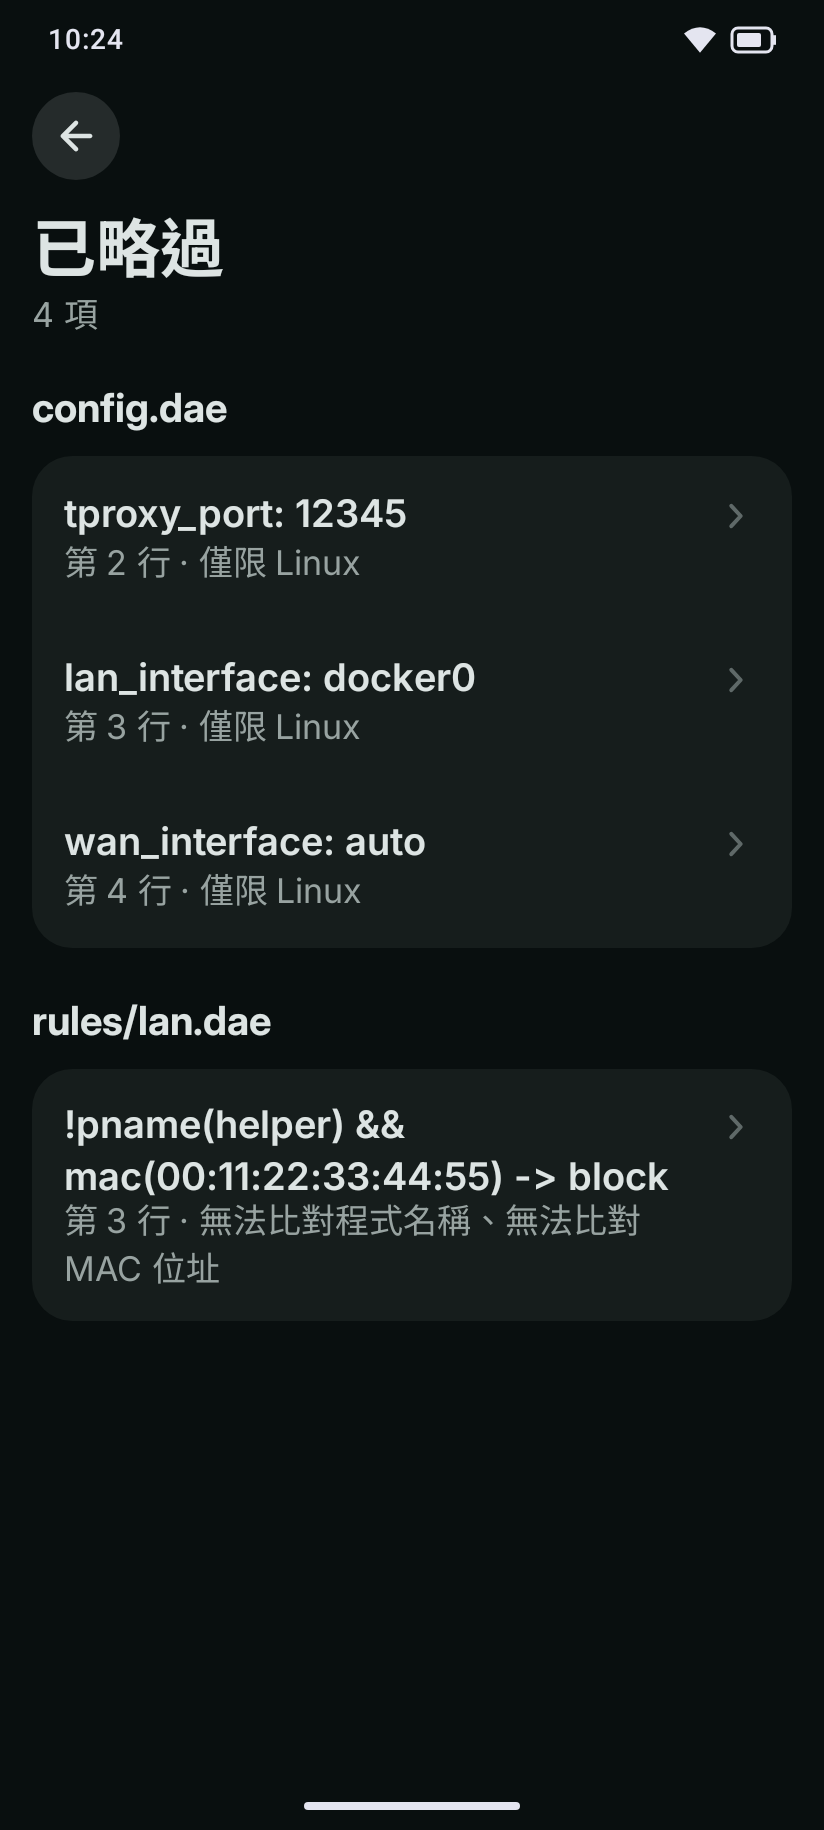 10:24
已略過
4 項
config.dae
tproxy_port: 12345
第 2 行 · 僅限 Linux
lan_interface: docker0
第 3 行 · 僅限 Linux
wan_interface: auto
第 4 行 · 僅限 Linux
rules/lan.dae
!pname(helper) &&
mac(00:11:22:33:44:55) -> block
第 3 行 · 無法比對程式名稱、無法比對
MAC 位址